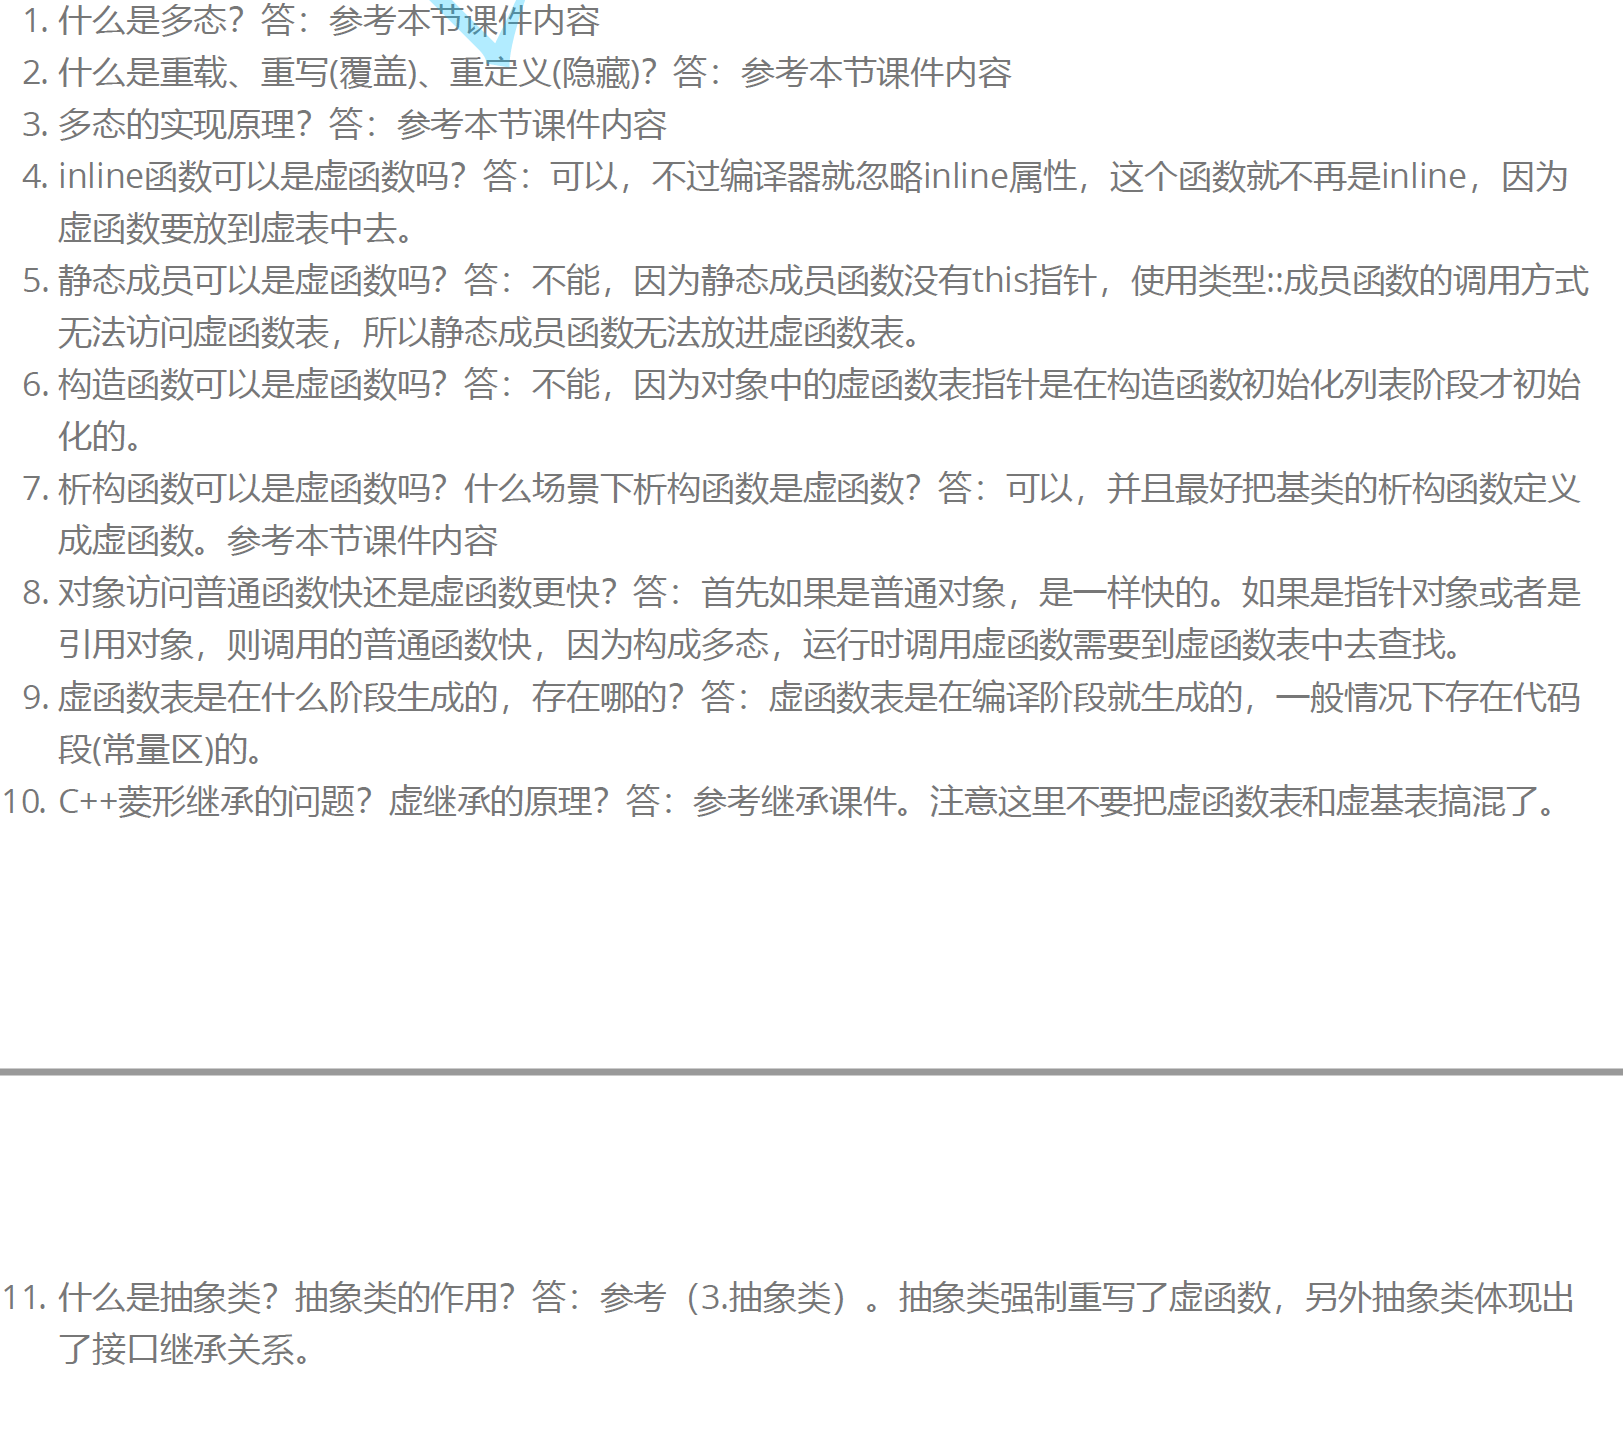 1. 什么是多态？答：参考本节课件内容
2. 什么是重载、重写(覆盖)、重定义(隐藏)？答：参考本节课件内容
3. 多态的实现原理？答：参考本节课件内容
4. inline函数可以是虚函数吗？答：可以，不过编译器就忽略inline属性，这个函数就不再是inline，因为
虚函数要放到虚表中去。
5. 静态成员可以是虚函数吗？答：不能，因为静态成员函数没有this指针，使用类型::成员函数的调用方式
无法访问虚函数表，所以静态成员函数无法放进虚函数表。
6. 构造函数可以是虚函数吗？答：不能，因为对象中的虚函数表指针是在构造函数初始化列表阶段才初始
化的。
7. 析构函数可以是虚函数吗？什么场景下析构函数是虚函数？答：可以，并且最好把基类的析构函数定义
成虚函数。参考本节课件内容
8. 对象访问普通函数快还是虚函数更快？答：首先如果是普通对象，是一样快的。如果是指针对象或者是
引用对象，则调用的普通函数快，因为构成多态，运行时调用虚函数需要到虚函数表中去查找。
9. 虚函数表是在什么阶段生成的，存在哪的？答：虚函数表是在编译阶段就生成的，一般情况下存在代码
段(常量区)的。
10. C++菱形继承的问题？虚继承的原理？答：参考继承课件。注意这里不要把虚函数表和虚基表搞混了。
11. 什么是抽象类？抽象类的作用？答：参考（3.抽象类）。抽象类强制重写了虚函数，另外抽象类体现出
了接口继承关系。